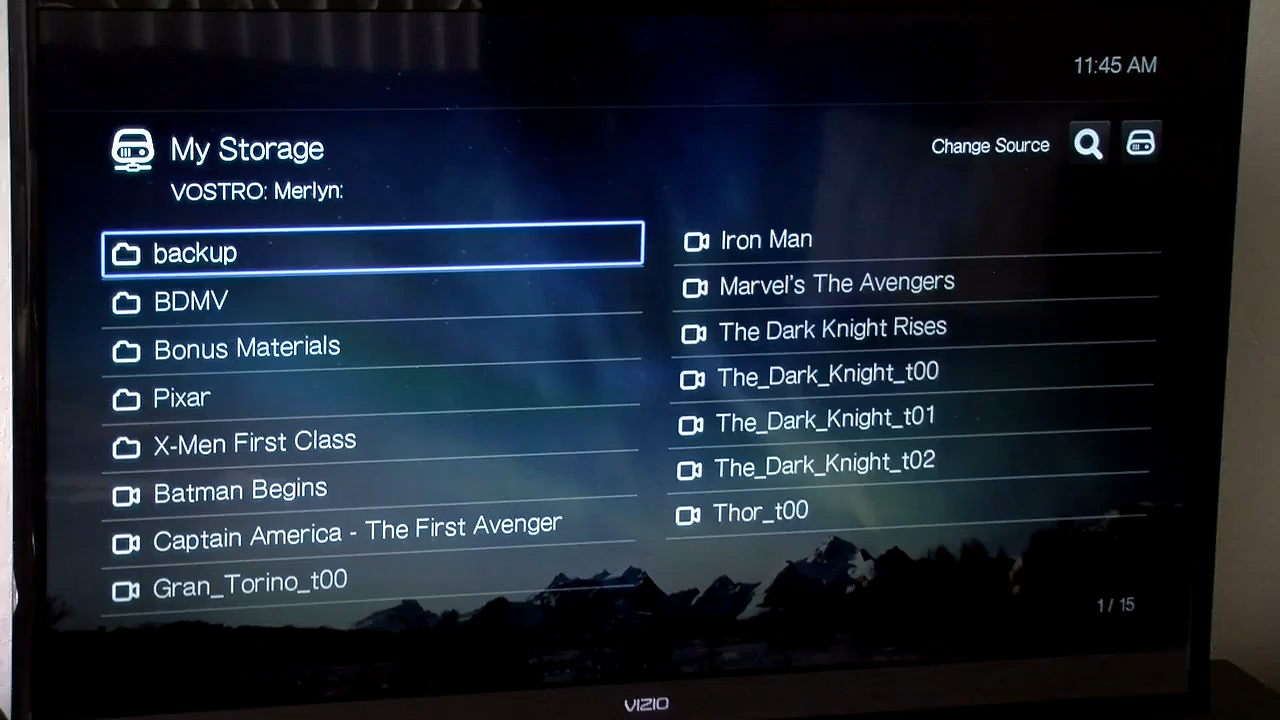 11:45 AM
My Storage
Change Source
VOSTRO: Merlyn:
backup
BDMV
Bonus Materials
Pixar
X-Men First Class
Batman Begins
Captain America - The First Avenger
Gran_Torino_t00
Iron Man
Marvel's The Avengers
The Dark Knight Rises
The_Dark_Knight_t00
The_Dark_Knight_t01
The_Dark_Knight_t02
Thor_t00
1 / 15
VIZIO